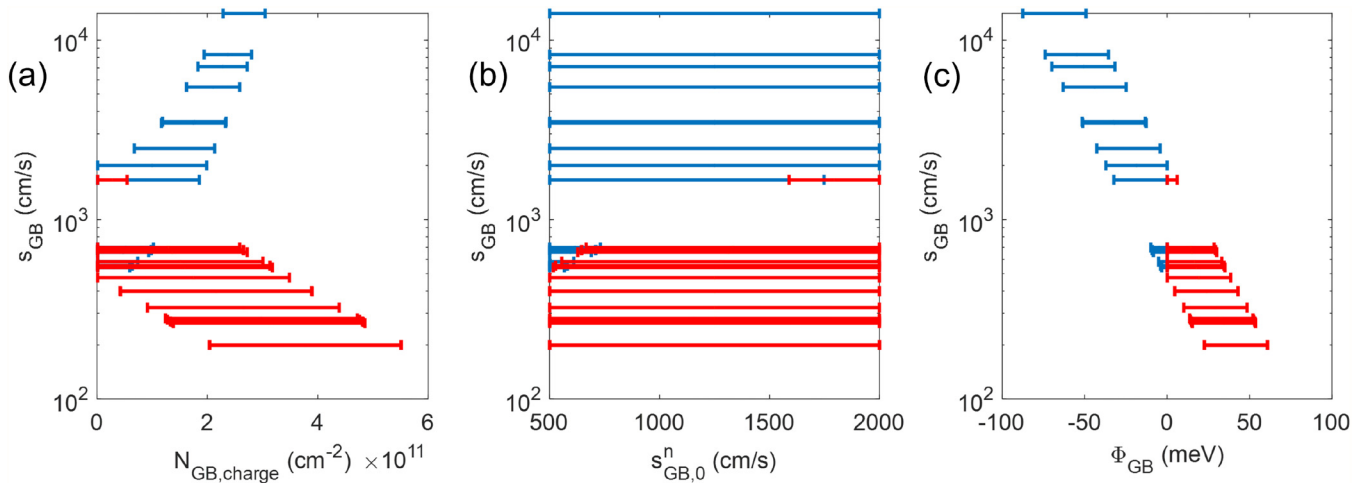 (a)
10^4
10^3
10^2
s_GB (cm/s)
0 2 4 6
N_GB,charge (cm^-2) ×10^11
(b)
10^4
10^3
10^2
s_GB (cm/s)
500 1000 1500 2000
s^n_GB,0 (cm/s)
(c)
10^4
10^3
10^2
s_GB (cm/s)
-100 -50 0 50 100
Φ_GB (meV)